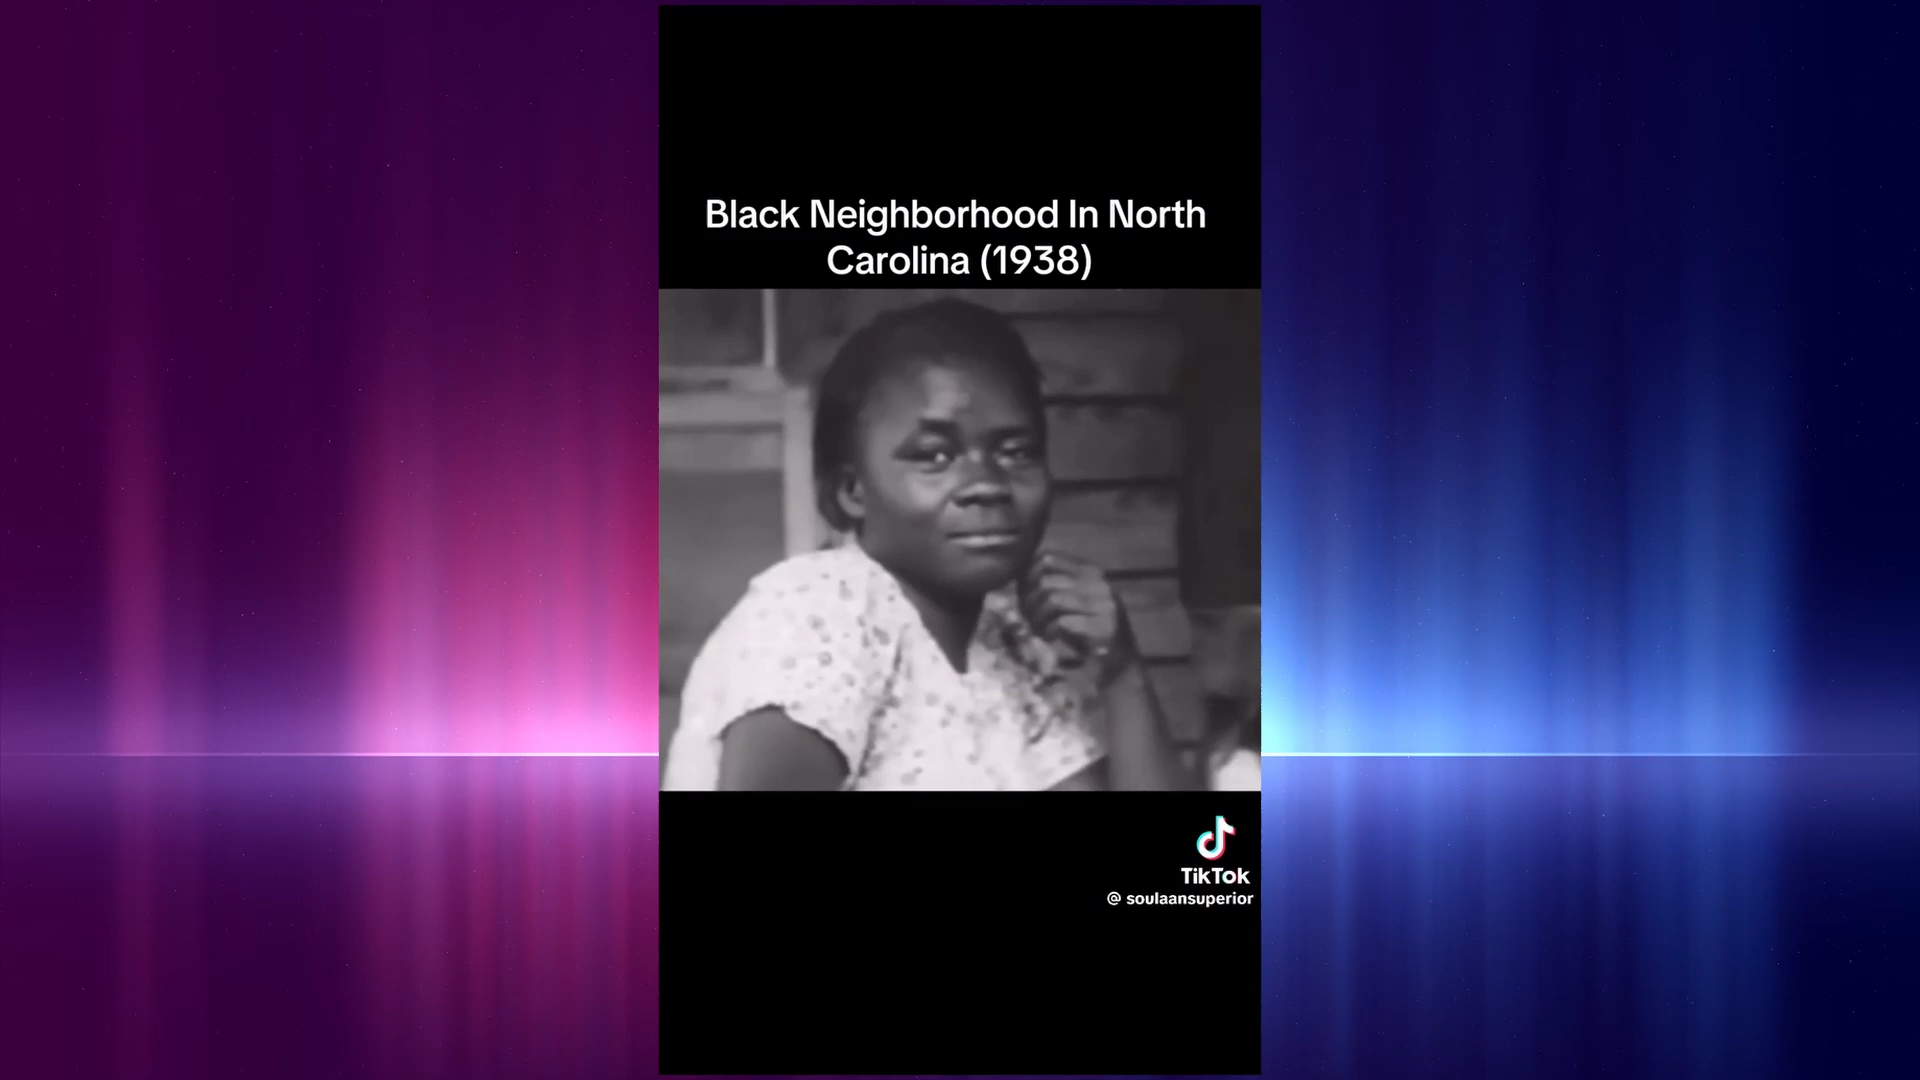 Black Neighborhood In North
Carolina (1938)
TikTok
@ soulaansuperior